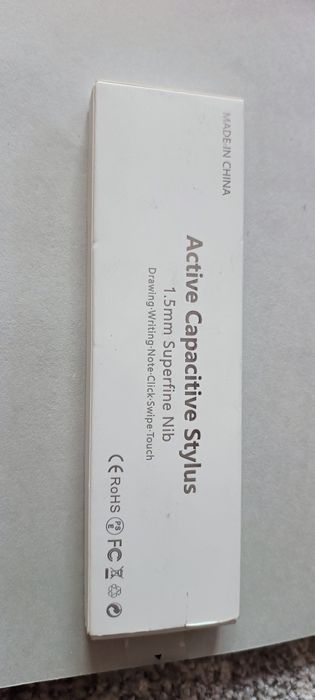 MADE IN CHINA
Active Capacitive Stylus
1.5mm Superfine Nib
Drawing·Writing·Note·Click·Swipe·Touch
CE RoHS PS E FC